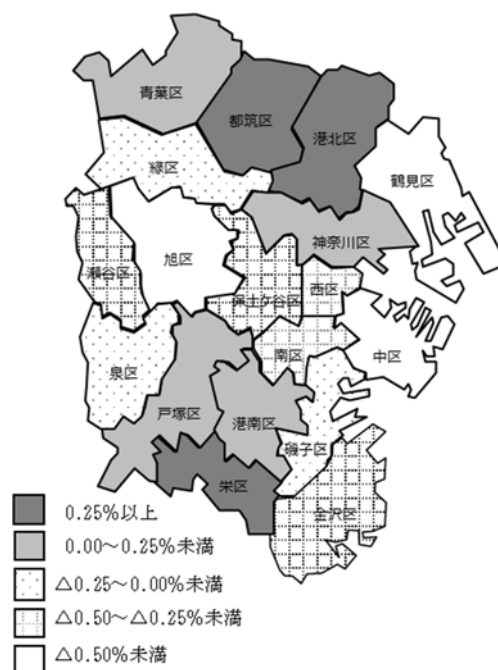 青葉区
都筑区
港北区
鶴見区
緑区
神奈川区
瀬谷区
旭区
保土ケ谷区
西区
中区
南区
泉区
戸塚区
港南区
磯子区
栄区
金沢区
0.25%以上
0.00～0.25%未満
△0.25～0.00%未満
△0.50～△0.25%未満
△0.50%未満